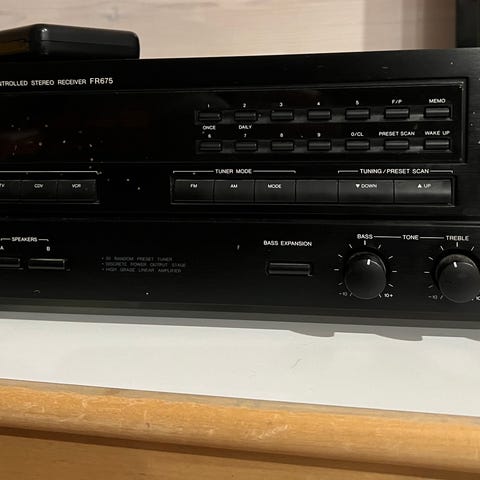 NTROLLED STEREO RECEIVER FR675
1 2 3 4 5 F/P MEMO
ONCE DAILY
6 7 8 9 0/CL PRESET SCAN WAKE UP
TUNER MODE TUNING/PRESET SCAN
TV CDV VCR FM AM MODE ▼DOWN ▲UP
SPEAKERS
A B
• 30 RANDOM PRESET TUNER
• DISCRETE POWER OUTPUT STAGE
• HIGH GRADE LINEAR AMPLIFIER
BASS EXPANSION
BASS TONE TREBLE
-10 10+ -10 10+